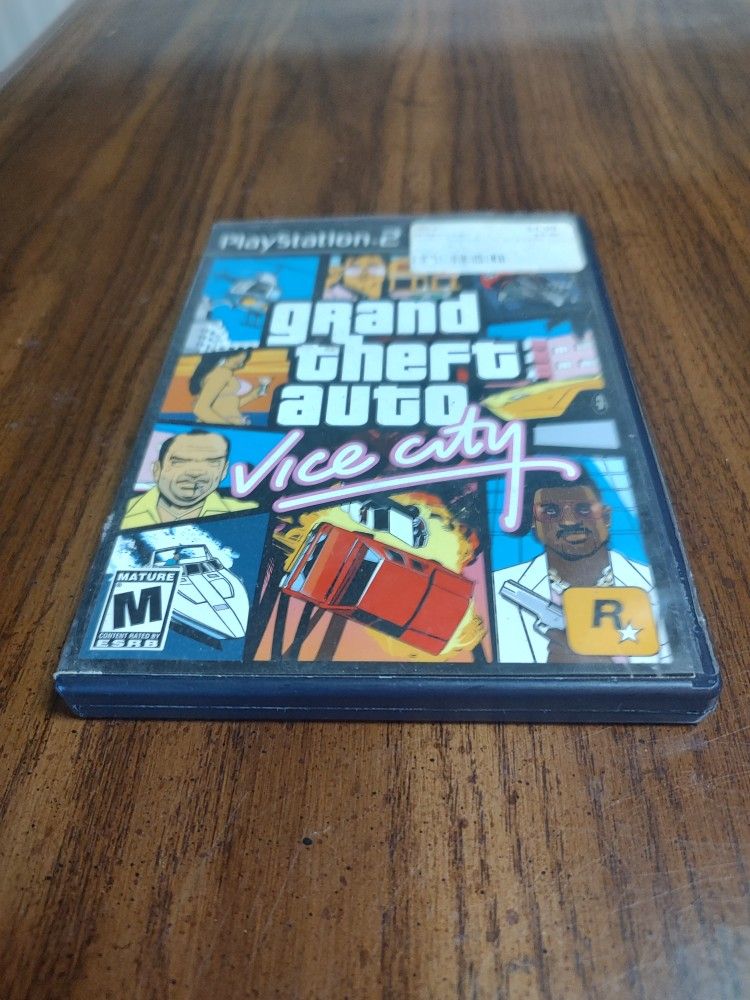 PlayStation 2
grand
theft
auto
Vice City
MATURE
M
CONTENT RATED BY
ESRB
R